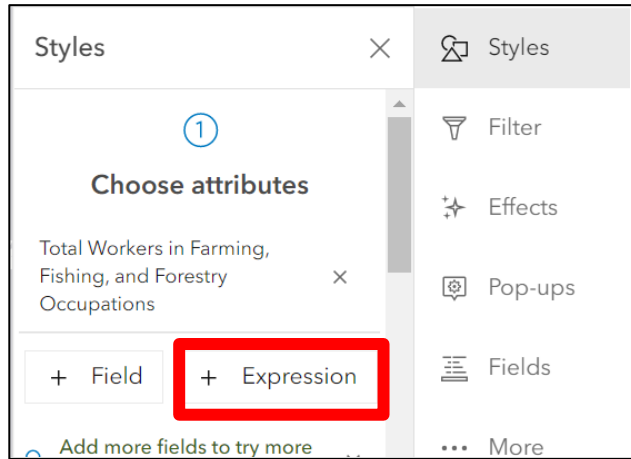 Styles
1
Choose attributes
Total Workers in Farming,
Fishing, and Forestry
Occupations
+ Field
+ Expression
Add more fields to try more
Styles
Filter
Effects
Pop-ups
Fields
More